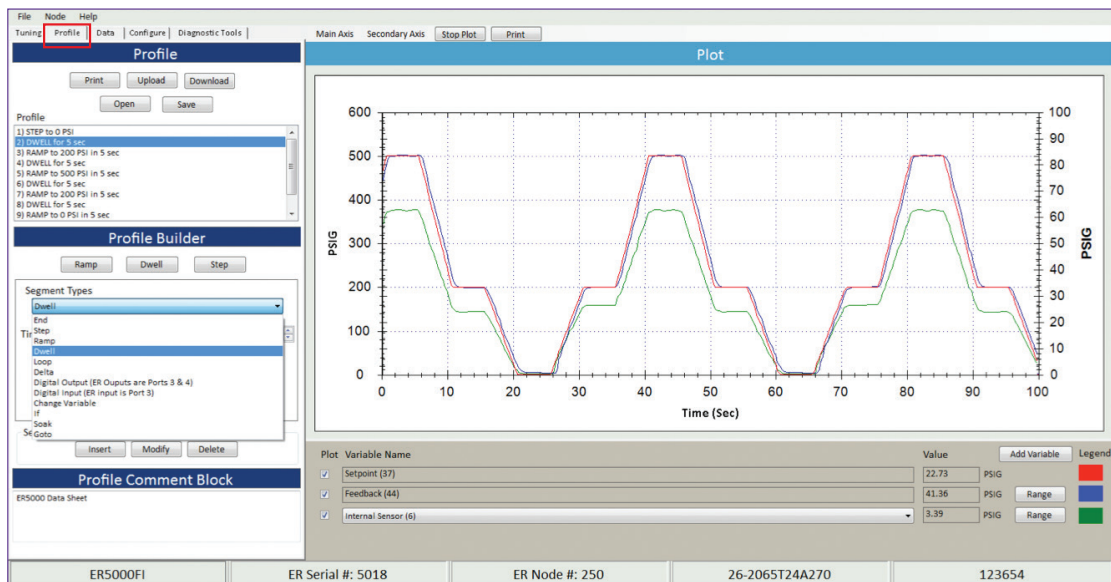 File Node Help
Tuning Profile Data Configure Diagnostic Tools Main Axis Secondary Axis Stop Plot Print
Profile
Print Upload Download
Open Save
Profile
1) STEP to 0 PSI
2) DWELL for 5 sec
3) RAMP to 200 PSI in 5 sec
4) DWELL for 5 sec
5) RAMP to 500 PSI in 5 sec
6) DWELL for 5 sec
7) RAMP to 200 PSI in 5 sec
8) DWELL for 5 sec
9) RAMP to 0 PSI in 5 sec
Profile Builder
Ramp Dwell Step
Segment Types
Dwell
End
Step
Ramp
Dwell
Loop
Delta
Digital Output (ER Ouputs are Ports 3 & 4)
Digital Input (ER Input is Port 3)
Change Variable
If
Soak
Goto
Insert Modify Delete
Profile Comment Block
ER5000 Data Sheet
Plot
600 100
90
500 80
400 70
60
300 50
200 40
30
100 20
10
0 0
PSIG
PSIG
0 10 20 30 40 50 60 70 80 90 100
Time (Sec)
Plot Variable Name Value Add Variable Legend
Setpoint (37) 22.73 PSIG
Feedback (44) 41.36 PSIG Range
Internal Sensor (6) 3.39 PSIG Range
ER5000FI ER Serial #: 5018 ER Node #: 250 26-2065T24A270 123654